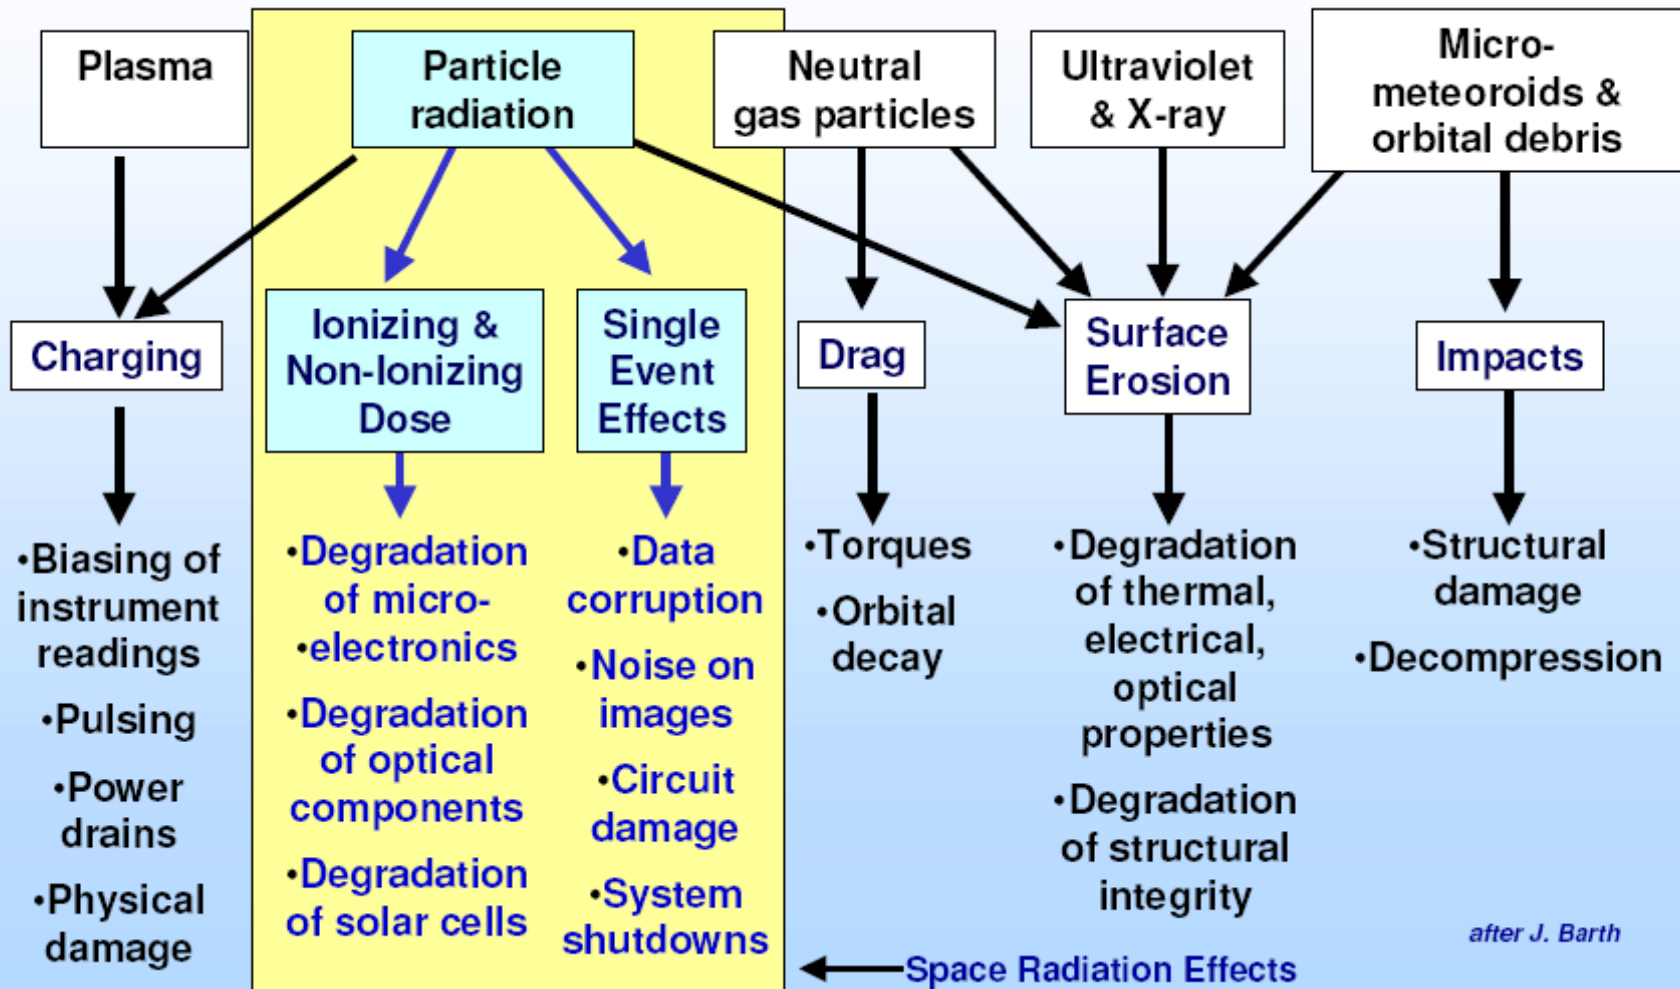 Plasma
Particle
radiation
Neutral
gas particles
Ultraviolet
& X-ray
Micro-
meteoroids &
orbital debris
Charging
Ionizing &
Non-Ionizing
Dose
Single
Event
Effects
Drag
Surface
Erosion
Impacts
•Biasing of
instrument
readings
•Pulsing
•Power
drains
•Physical
damage
•Degradation
of micro-
•electronics
•Degradation
of optical
components
•Degradation
of solar cells
•Data
corruption
•Noise on
images
•Circuit
damage
•System
shutdowns
•Torques
•Orbital
decay
•Degradation
of thermal,
electrical,
optical
properties
•Degradation
of structural
integrity
•Structural
damage
•Decompression
after J. Barth
Space Radiation Effects